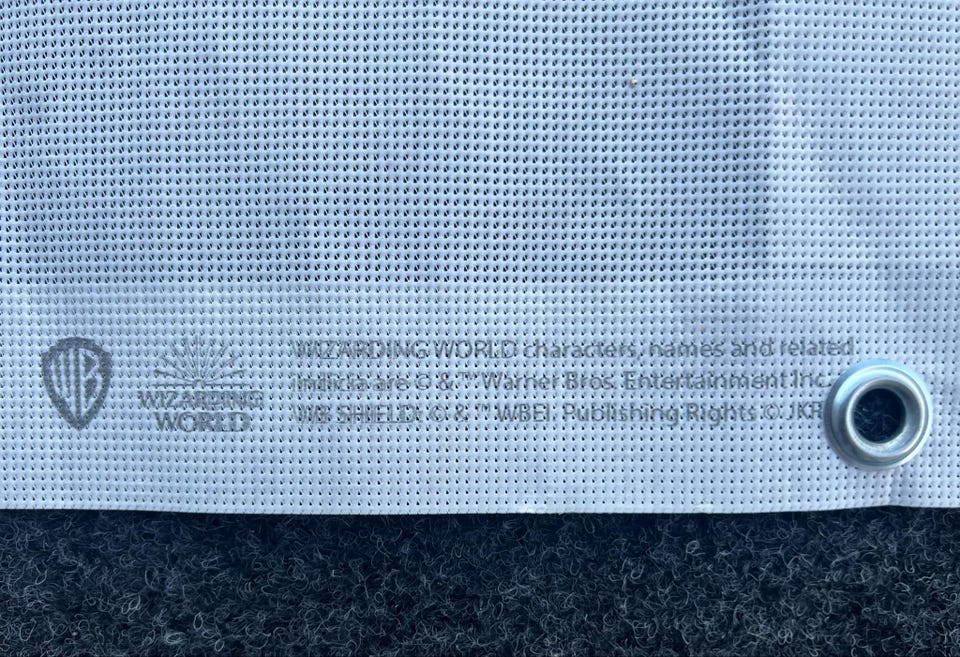 WB
WIZARDING
WORLD
WIZARDING WORLD characters, names and related
indicia are © & ™ Warner Bros. Entertainment Inc.
WB SHIELD: © & ™ WBEI. Publishing Rights © JKR